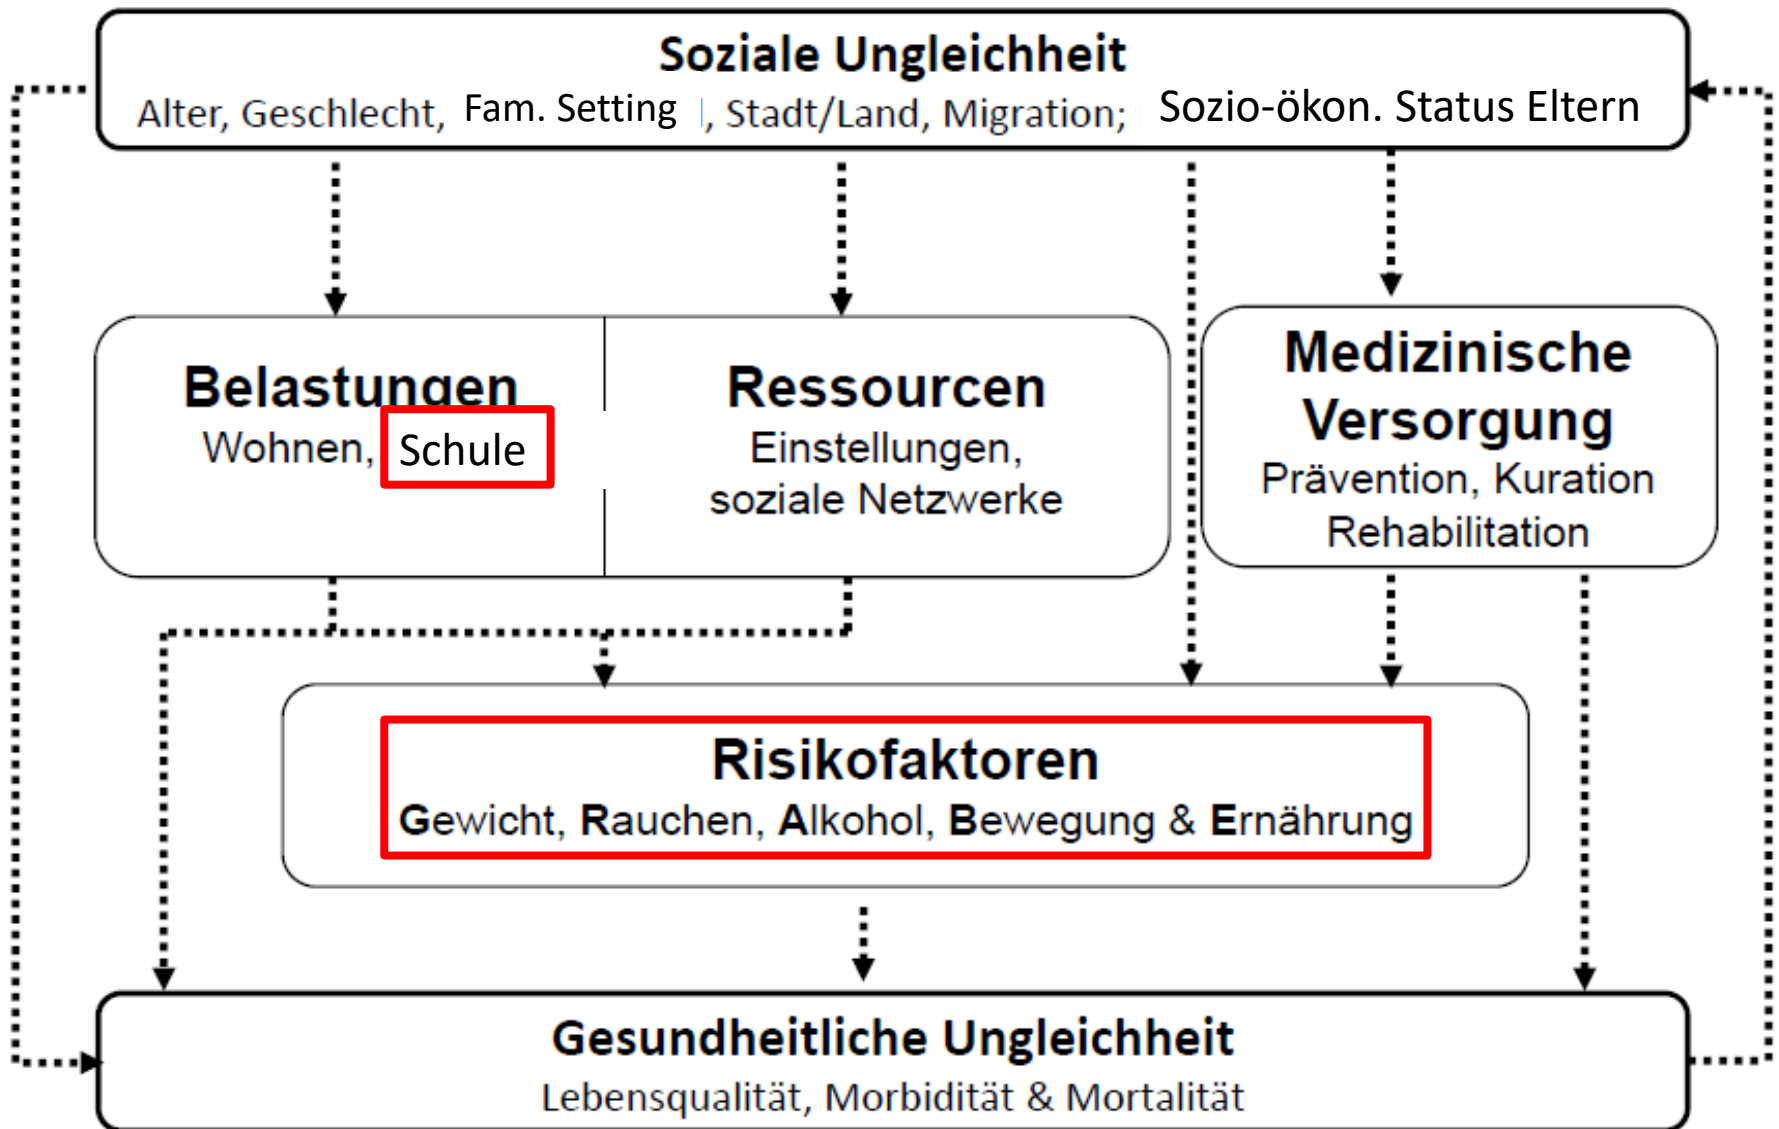 Soziale Ungleichheit
Alter, Geschlecht, Fam. Setting , Stadt/Land, Migration; Sozio-ökon. Status Eltern
Belastungen
Wohnen, Schule
Ressourcen
Einstellungen,
soziale Netzwerke
Medizinische
Versorgung
Prävention, Kuration
Rehabilitation
Risikofaktoren
Gewicht, Rauchen, Alkohol, Bewegung & Ernährung
Gesundheitliche Ungleichheit
Lebensqualität, Morbidität & Mortalität